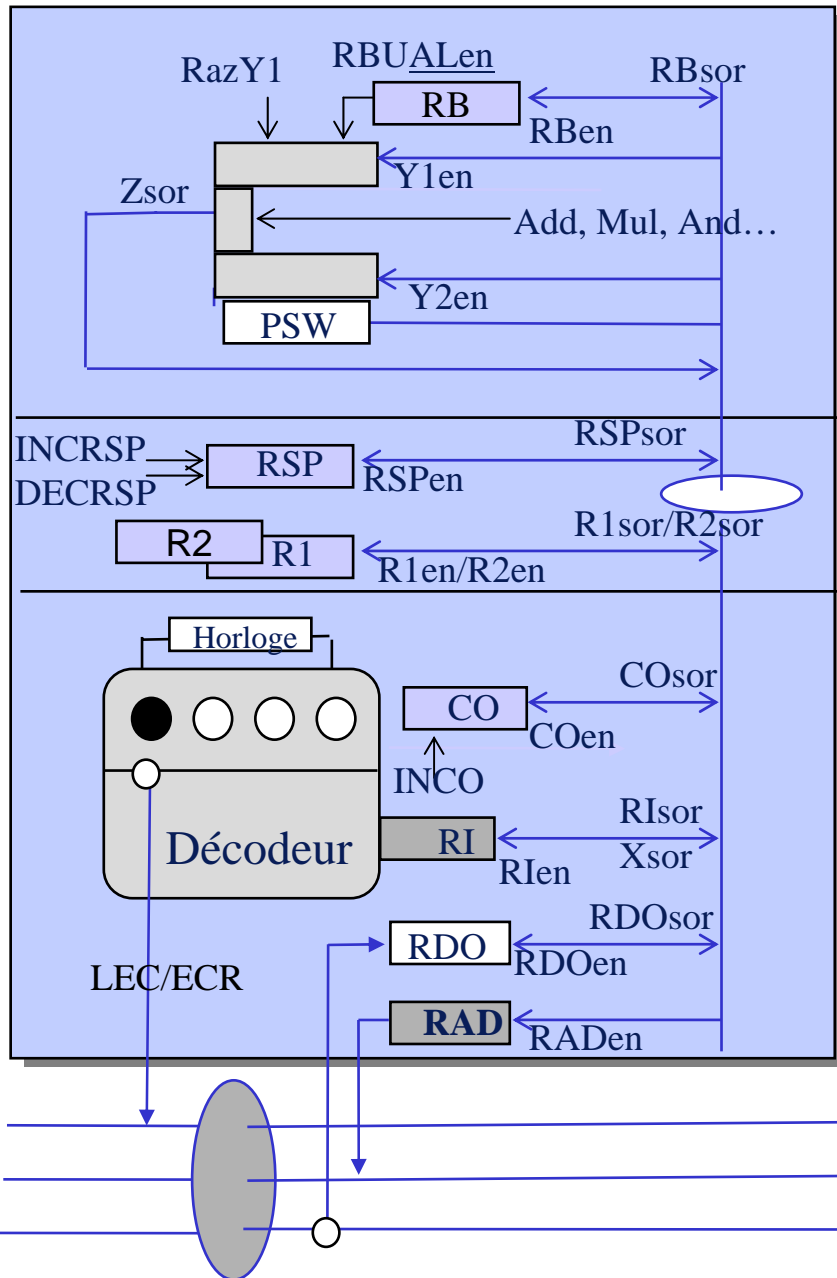 RBUALen
RazY1
RBsor
RB
RBen
Y1en
Zsor
Add, Mul, And…
Y2en
PSW
RSPsor
INCRSP
RSP
RSPen
DECRSP
R1sor/R2sor
R2
R1
R1en/R2en
Horloge
COsor
CO
COen
INCO
RIsor
Décodeur
RI
Xsor
RIen
RDOsor
RDO
RDOen
LEC/ECR
RAD
RADen